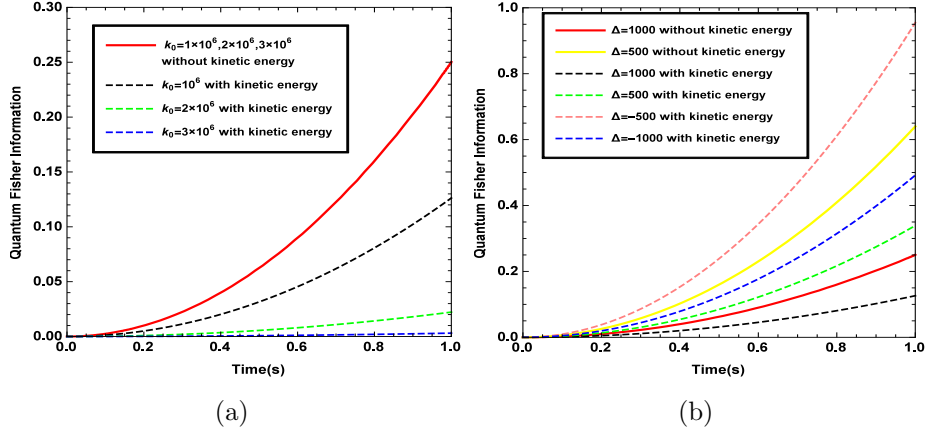 0.30
0.25
0.20
0.15
0.10
0.05
0.00
0.0 0.2 0.4 0.6 0.8 1.0
Quantum Fisher Information
Time(s)
k₀=1×10⁶,2×10⁶,3×10⁶
without kinetic energy
k₀=10⁶ with kinetic energy
k₀=2×10⁶ with kinetic energy
k₀=3×10⁶ with kinetic energy
(a)
1.0
0.8
0.6
0.4
0.2
0.0
0.0 0.2 0.4 0.6 0.8 1.0
Quantum Fisher Information
Time(s)
Δ=1000 without kinetic energy
Δ=500 without kinetic energy
Δ=1000 with kinetic energy
Δ=500 with kinetic energy
Δ=−500 with kinetic energy
Δ=−1000 with kinetic energy
(b)